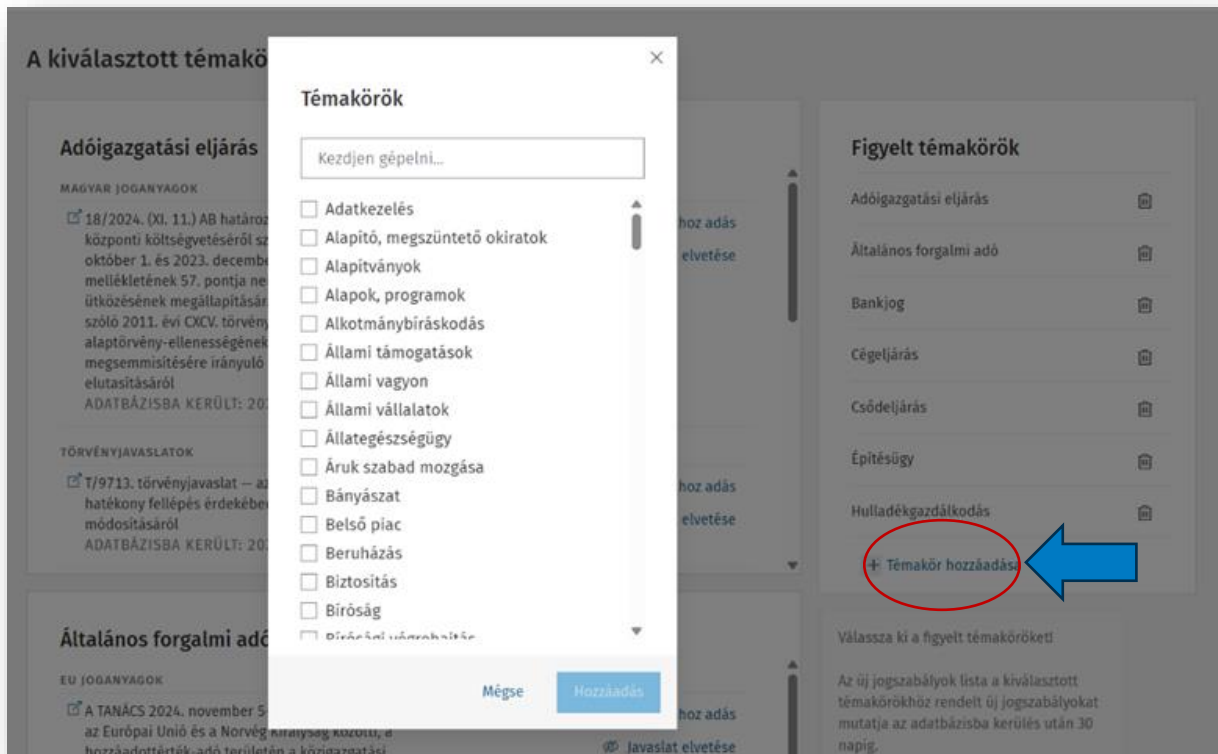 A kiválasztott témakö
Adóigazgatási eljárás
MAGYAR JOGANYAGOK
18/2024. (XI. 11.) AB határoz
központi költségvetéséről sz
október 1. és 2023. decembe
mellékletének 57. pontja ne
ütközésének megállapításár
szóló 2011. évi CXCV. törvény
alaptörvény-ellenességének
megsemmisítésére irányuló
elutasításáról
ADATBÁZISBA KERÜLT: 20
hoz adás
elvetése
TÖRVÉNYJAVASLATOK
T/9713. törvényjavaslat — az
hatékony fellépés érdekébe
módosításáról
ADATBÁZISBA KERÜLT: 20
hoz adás
elvetése
Általános forgalmi adó
EU JOGANYAGOK
A TANÁCS 2024. november 5-
az Európai Unió és a Norvég Királyság közötti, a
hozzáadottérték-adó területén a közigazgatási
hoz adás
Javaslat elvetése
Témakörök
Kezdjen gépelni...
Adatkezelés
Alapító, megszüntető okiratok
Alapítványok
Alapok, programok
Alkotmánybíráskodás
Állami támogatások
Állami vagyon
Állami vállalatok
Állategészségügy
Áruk szabad mozgása
Bányászat
Belső piac
Beruházás
Biztosítás
Bíróság
Bírósági végrehajtás
Mégse
Hozzáadás
Figyelt témakörök
Adóigazgatási eljárás
Általános forgalmi adó
Bankjog
Cégeljárás
Csődeljárás
Építésügy
Hulladékgazdálkodás
+ Témakör hozzáadása
Válassza ki a figyelt témaköröket!
Az új jogszabályok lista a kiválasztott
témakörökhöz rendelt új jogszabályokat
mutatja az adatbázisba kerülés után 30
napig.